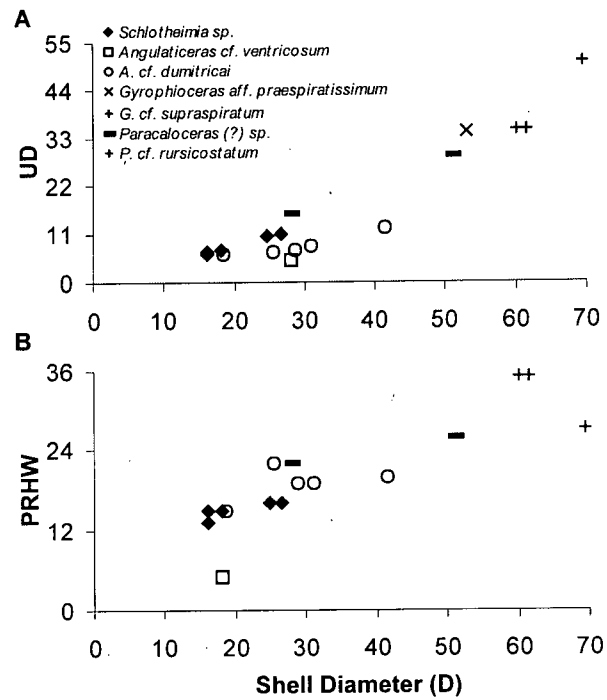 A
Schlotheimia sp.
Angulaticeras cf. ventricosum
A. cf. dumitricai
Gyrophioceras aff. praespiratissimum
G. cf. supraspiratum
Paracaloceras (?) sp.
P. cf. rursicostatum
55
44
33
22
11
0
UD
0 10 20 30 40 50 60 70
B
36
24
12
0
PRHW
0 10 20 30 40 50 60 70
Shell Diameter (D)